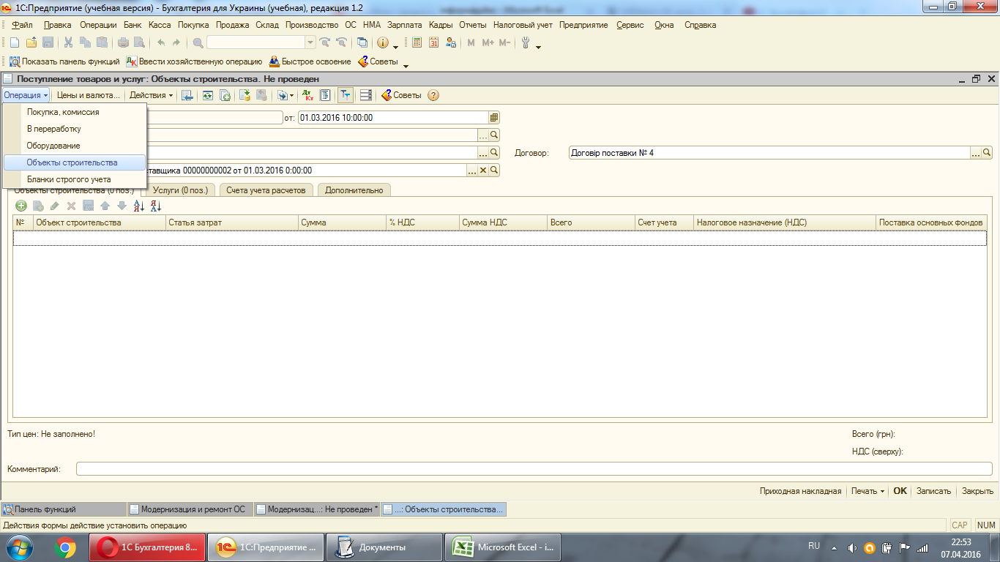 1С:Предприятие (учебная версия) - Бухгалтерия для Украины (учебная), редакция 1.2
Файл Правка Операции Банк Касса Покупка Продажа Склад Производство ОС НМА Зарплата Кадры Отчеты Налоговый учет Предприятие Сервис Окна Справка
M M+ M-
Показать панель функций Ввести хозяйственную операцию Быстрое освоение Советы
Поступление товаров и услуг: Объекты строительства. Не проведен
Операция Цены и валюта... Действия Советы
Покупка, комиссия
В переработку
Оборудование
Объекты строительства
Бланки строгого учета
от: 01.03.2016 10:00:00
Договор: Договір поставки № 4
ставщика 00000000002 от 01.03.2016 0:00:00
Объекты строительства (0 поз.) Услуги (0 поз.) Счета учета расчетов Дополнительно
№ Объект строительства Статья затрат Сумма % НДС Сумма НДС Всего Счет учета Налоговое назначение (НДС) Поставка основных фондов
Тип цен: Не заполнено! Всего (грн):
НДС (сверху):
Комментарий:
Приходная накладная Печать OK Записать Закрыть
Панель функций Модернизация и ремонт ОС Модернизац...: Не проведен * ...: Объекты строительства...
Действия формы действие установить операцию CAP NUM
1С Бухгалтерия 8... 1С:Предприятие ... Документы Microsoft Excel - i... RU 22:53
07.04.2016